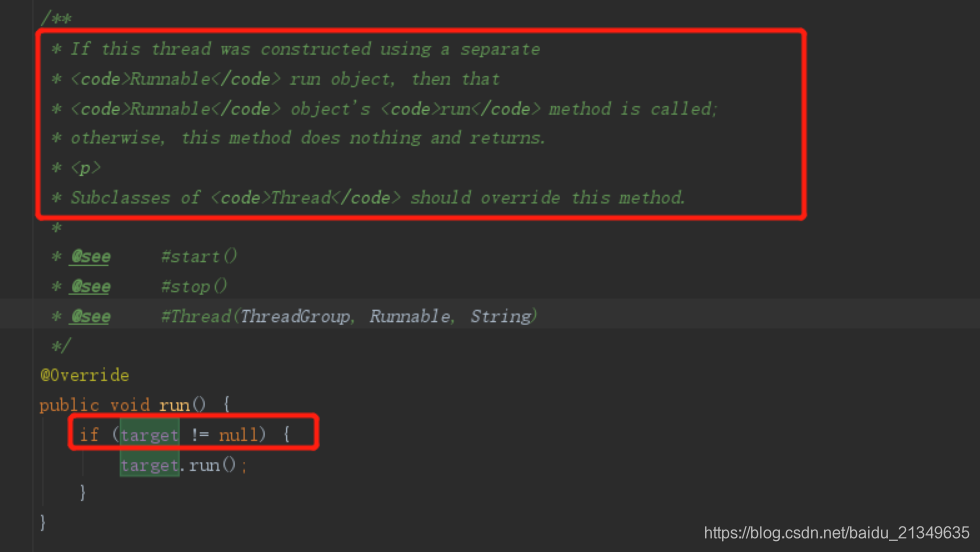 /**
* If this thread was constructed using a separate
* <code>Runnable</code> run object, then that
* <code>Runnable</code> object's <code>run</code> method is called;
* otherwise, this method does nothing and returns.
* <p>
* Subclasses of <code>Thread</code> should override this method.
*
* @see #start()
* @see #stop()
* @see #Thread(ThreadGroup, Runnable, String)
*/
@Override
public void run() {
if (target != null) {
target.run();
}
}
https://blog.csdn.net/baidu_21349635